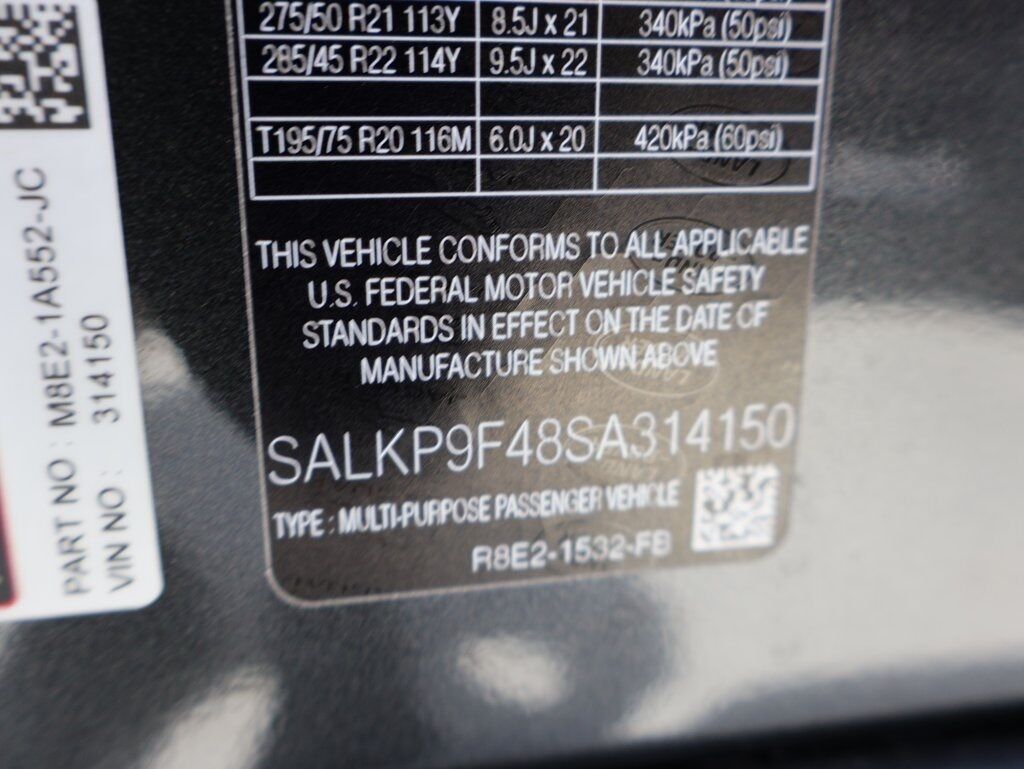 275/50 R21 113Y 8.5J x 21 340kPa (50psi)
285/45 R22 114Y 9.5J x 22 340kPa (50psi)
T195/75 R20 116M 6.0J x 20 420kPa (60psi)
THIS VEHICLE CONFORMS TO ALL APPLICABLE
U.S. FEDERAL MOTOR VEHICLE SAFETY
STANDARDS IN EFFECT ON THE DATE OF
MANUFACTURE SHOWN ABOVE
SALKP9F48SA314150
TYPE : MULTI-PURPOSE PASSENGER VEHICLE
R8E2-1532-FB
PART NO : M8E2-1A552-JC
VIN NO : 314150